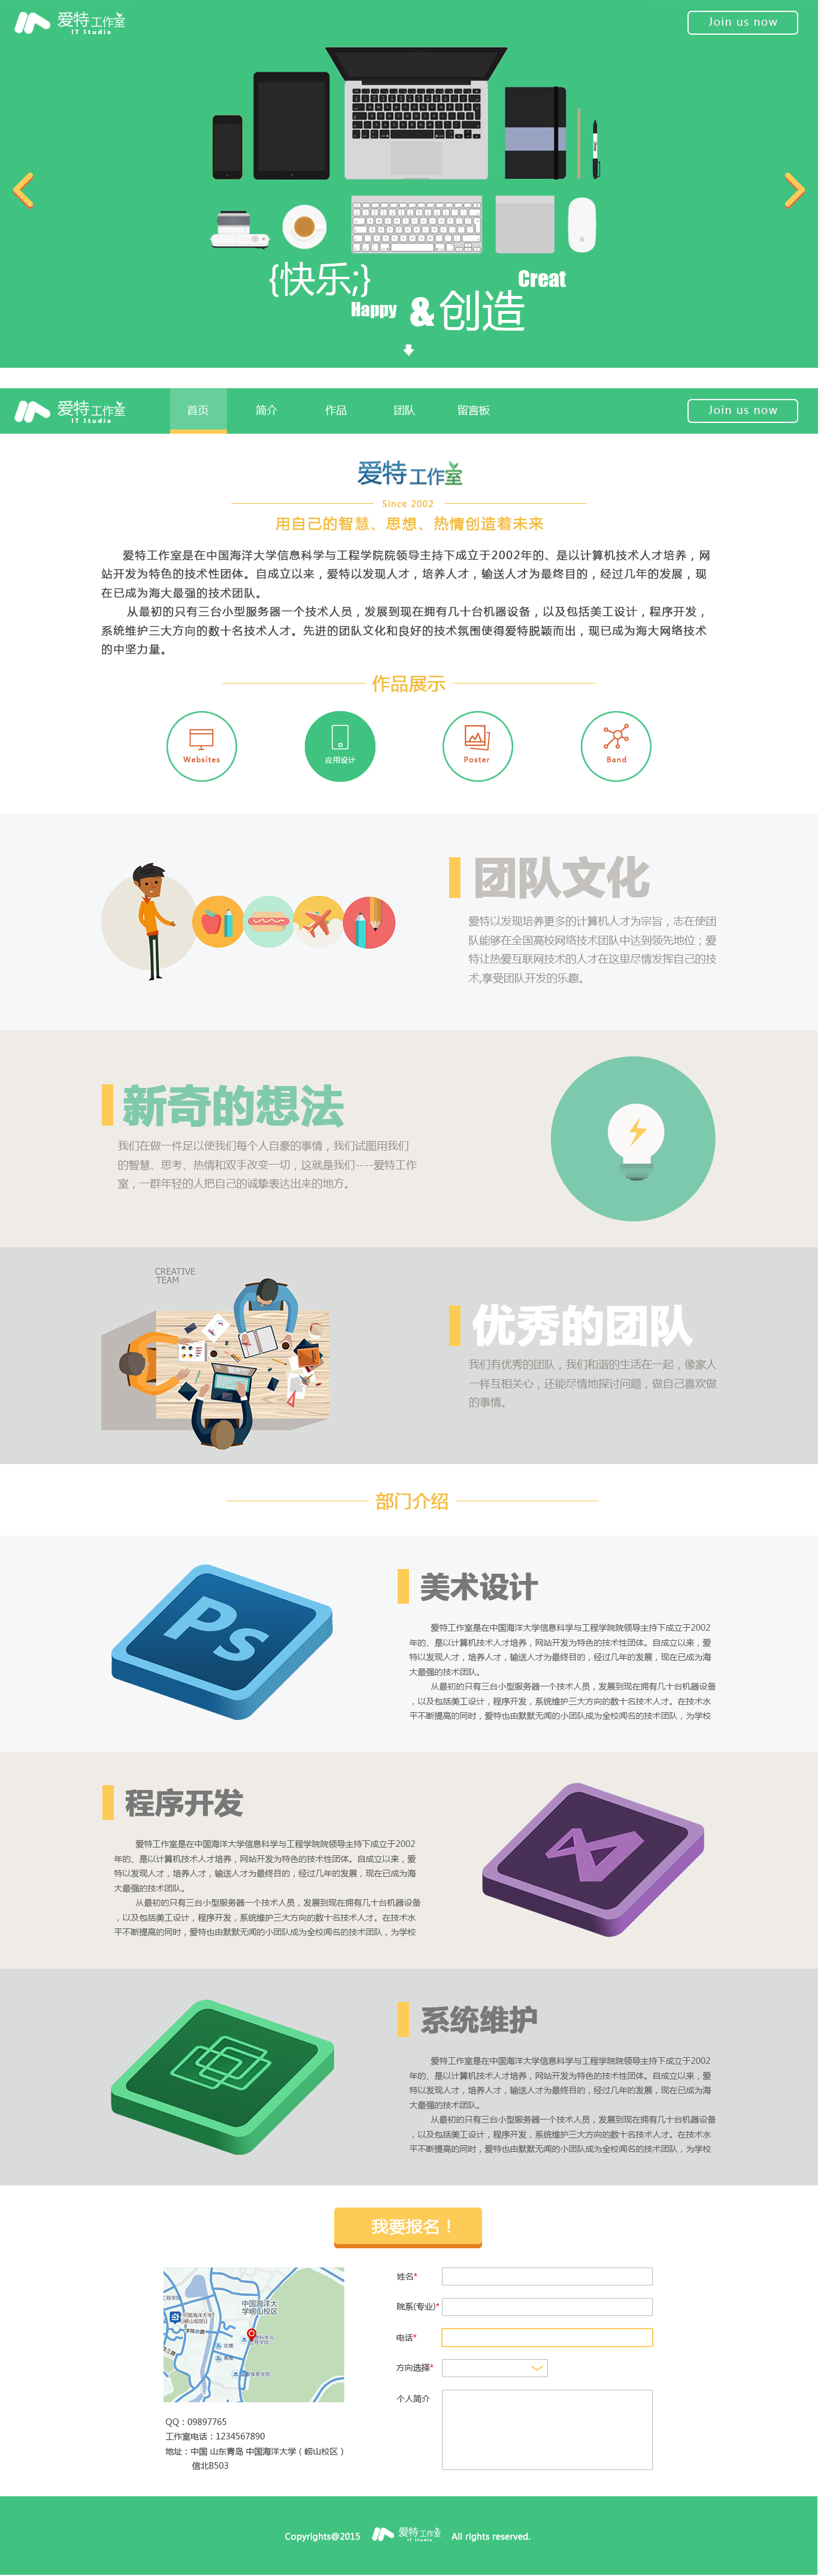 爱特工作室
IT Studio
Join us now
{快乐;}
Happy
Creat
&创造
爱特工作室
IT Studio
首页
简介
作品
团队
留言板
Join us now
爱特工作室
Since 2002
用自己的智慧、思想、热情创造着未来
爱特工作室是在中国海洋大学信息科学与工程学院院领导主持下成立于2002年的、是以计算机技术人才培养，网
站开发为特色的技术性团体。自成立以来，爱特以发现人才，培养人才，输送人才为最终目的，经过几年的发展，现
在已成为海大最强的技术团队。
从最初的只有三台小型服务器一个技术人员，发展到现在拥有几十台机器设备，以及包括美工设计，程序开发，
系统维护三大方向的数十名技术人才。先进的团队文化和良好的技术氛围使得爱特脱颖而出，现已成为海大网络技术
的中坚力量。
作品展示
Websites
应用设计
Poster
Band
团队文化
爱特以发现培养更多的计算机人才为宗旨，志在使团
队能够在全国高校网络技术团队中达到领先地位；爱
特让热爱互联网技术的人才在这里尽情发挥自己的技
术,享受团队开发的乐趣。
新奇的想法
我们在做一件足以使我们每个人自豪的事情，我们试图用我们
的智慧、思考、热情和双手改变一切，这就是我们----爱特工作
室，一群年轻的人把自己的诚挚表达出来的地方。
CREATIVE
TEAM
优秀的团队
我们有优秀的团队，我们和谐的生活在一起，像家人
一样互相关心，还能尽情地探讨问题，做自己喜欢做
的事情。
部门介绍
Ps
美术设计
爱特工作室是在中国海洋大学信息科学与工程学院院领导主持下成立于2002
年的、是以计算机技术人才培养，网站开发为特色的技术性团体。自成立以来，爱
特以发现人才，培养人才，输送人才为最终目的，经过几年的发展，现在已成为海
大最强的技术团队。
从最初的只有三台小型服务器一个技术人员，发展到现在拥有几十台机器设备
，以及包括美工设计，程序开发，系统维护三大方向的数十名技术人才。在技术水
平不断提高的同时，爱特也由默默无闻的小团队成为全校闻名的技术团队，为学校
程序开发
爱特工作室是在中国海洋大学信息科学与工程学院院领导主持下成立于2002
年的、是以计算机技术人才培养，网站开发为特色的技术性团体。自成立以来，爱
特以发现人才，培养人才，输送人才为最终目的，经过几年的发展，现在已成为海
大最强的技术团队。
从最初的只有三台小型服务器一个技术人员，发展到现在拥有几十台机器设备
，以及包括美工设计，程序开发，系统维护三大方向的数十名技术人才。在技术水
平不断提高的同时，爱特也由默默无闻的小团队成为全校闻名的技术团队，为学校
系统维护
爱特工作室是在中国海洋大学信息科学与工程学院院领导主持下成立于2002
年的、是以计算机技术人才培养，网站开发为特色的技术性团体。自成立以来，爱
特以发现人才，培养人才，输送人才为最终目的，经过几年的发展，现在已成为海
大最强的技术团队。
从最初的只有三台小型服务器一个技术人员，发展到现在拥有几十台机器设备
，以及包括美工设计，程序开发，系统维护三大方向的数十名技术人才。在技术水
平不断提高的同时，爱特也由默默无闻的小团队成为全校闻名的技术团队，为学校
我要报名！
中国海洋大
学崂山校区
姓名*
院系(专业)*
电话*
方向选择*
个人简介
QQ：09897765
工作室电话：1234567890
地址：中国 山东青岛 中国海洋大学（崂山校区）
信北B503
Copyrights@2015
爱特工作室
IT Studio
All rights reserved.